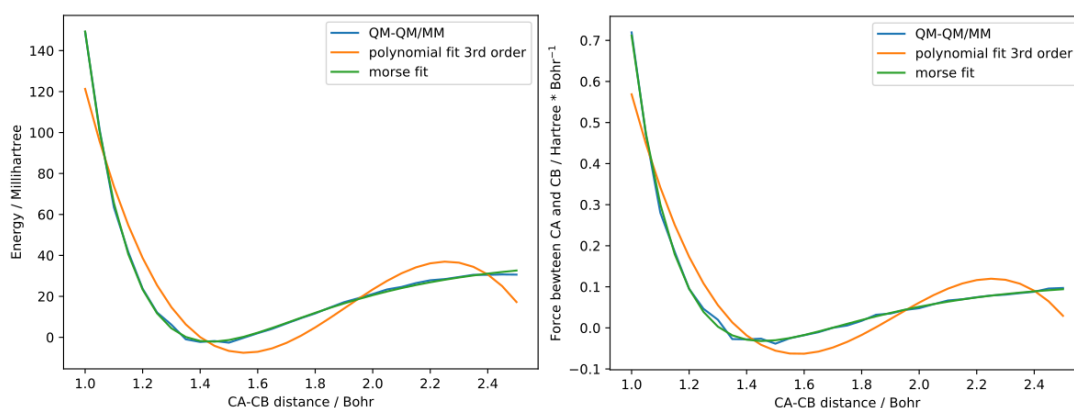 Energy / Millihartree
140
120
100
80
60
40
20
0
1.0 1.2 1.4 1.6 1.8 2.0 2.2 2.4
CA-CB distance / Bohr
QM-QM/MM
polynomial fit 3rd order
morse fit
Force bewteen CA and CB / Hartree * Bohr⁻¹
0.7
0.6
0.5
0.4
0.3
0.2
0.1
0.0
−0.1
1.0 1.2 1.4 1.6 1.8 2.0 2.2 2.4
CA-CB distance / Bohr
QM-QM/MM
polynomial fit 3rd order
morse fit